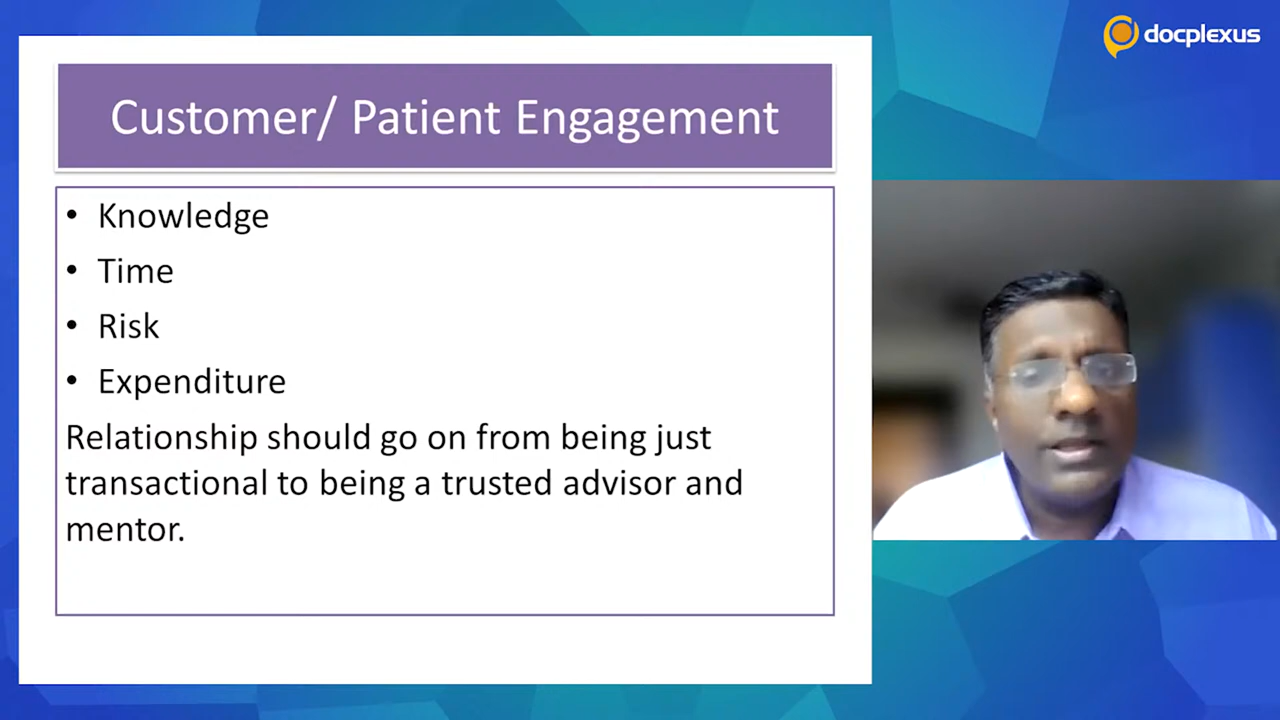 docplexus
Customer/ Patient Engagement
• Knowledge
• Time
• Risk
• Expenditure
Relationship should go on from being just
transactional to being a trusted advisor and
mentor.